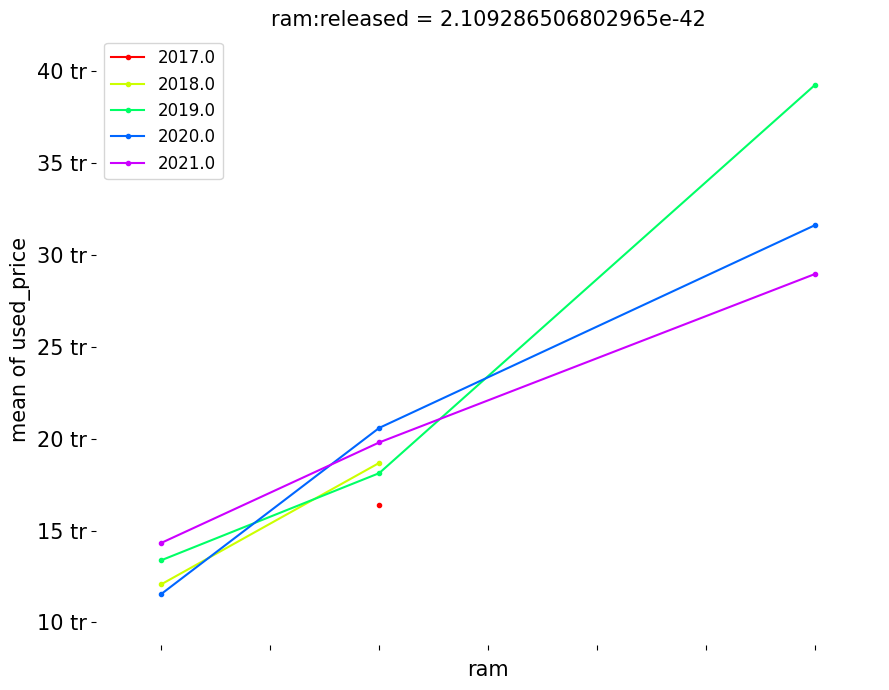 ram:released = 2.109286506802965e-42
2017.0
2018.0
2019.0
2020.0
2021.0
40 tr
35 tr
30 tr
25 tr
20 tr
15 tr
10 tr
mean of used_price
ram